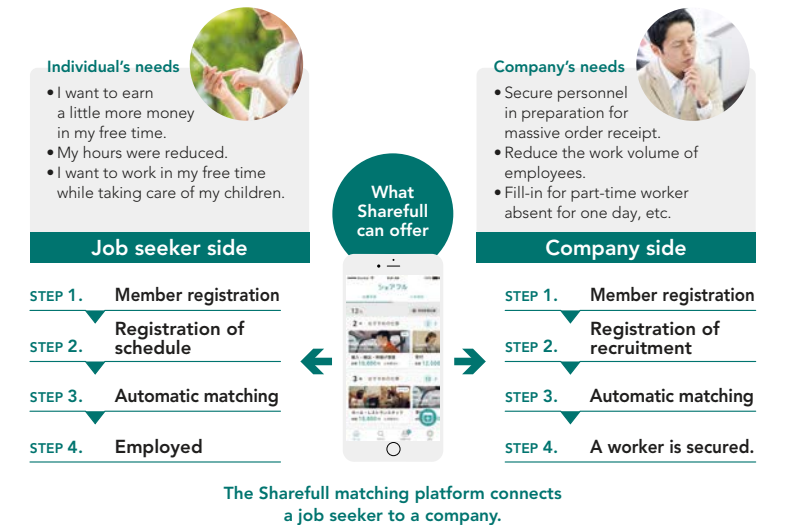 Individual's needs
• I want to earn
a little more money
in my free time.
• My hours were reduced.
• I want to work in my free time
while taking care of my children.
Job seeker side
STEP 1. Member registration
STEP 2. Registration of
schedule
STEP 3. Automatic matching
STEP 4. Employed
What
Sharefull
can offer
シェアフル
Company's needs
• Secure personnel
in preparation for
massive order receipt.
• Reduce the work volume of
employees.
• Fill-in for part-time worker
absent for one day, etc.
Company side
STEP 1. Member registration
STEP 2. Registration of
recruitment
STEP 3. Automatic matching
STEP 4. A worker is secured.
The Sharefull matching platform connects
a job seeker to a company.